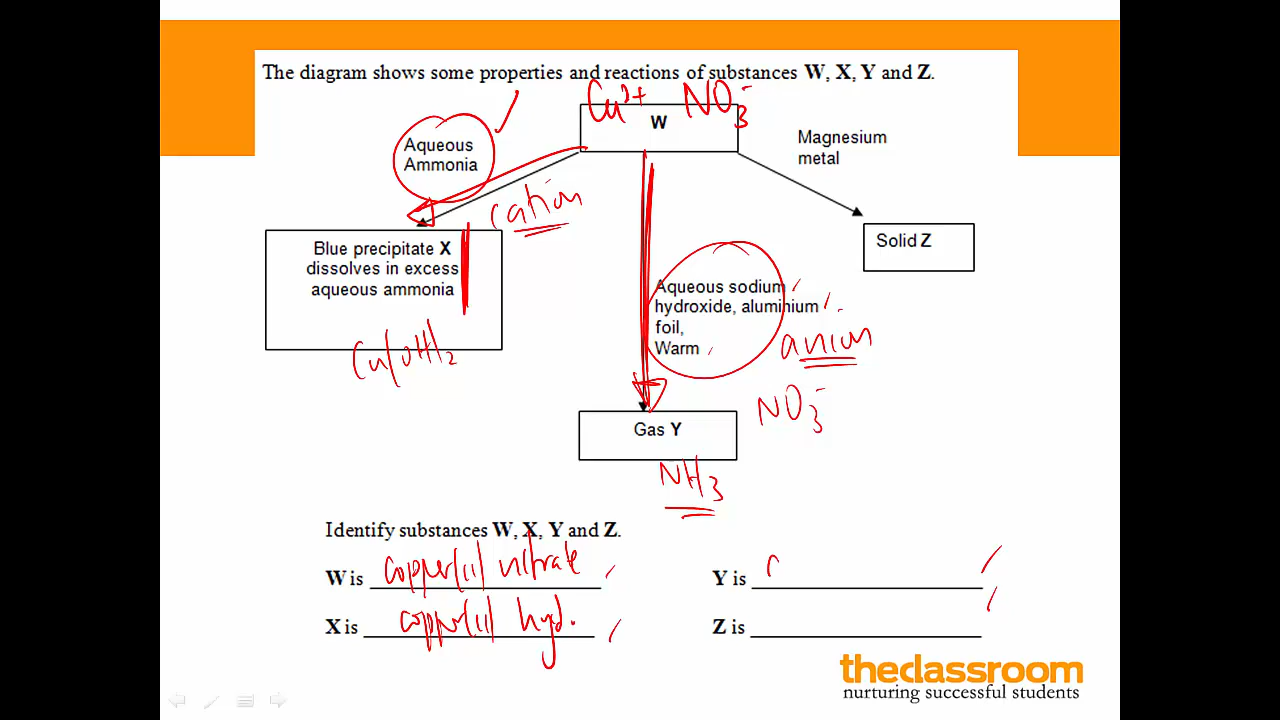 The diagram shows some properties and reactions of substances W, X, Y and Z.
Cu2+ NO3-
W
Aqueous
Ammonia
Magnesium
metal
cation
Blue precipitate X
dissolves in excess
aqueous ammonia
Solid Z
Aqueous sodium
hydroxide, aluminium
foil,
Warm
anion
Cu(OH)2
NO3-
Gas Y
NH3
Identify substances W, X, Y and Z.
W is copper(II) nitrate
X is copper(II) hyd.
Y is
Z is
theclassroom
nurturing successful students